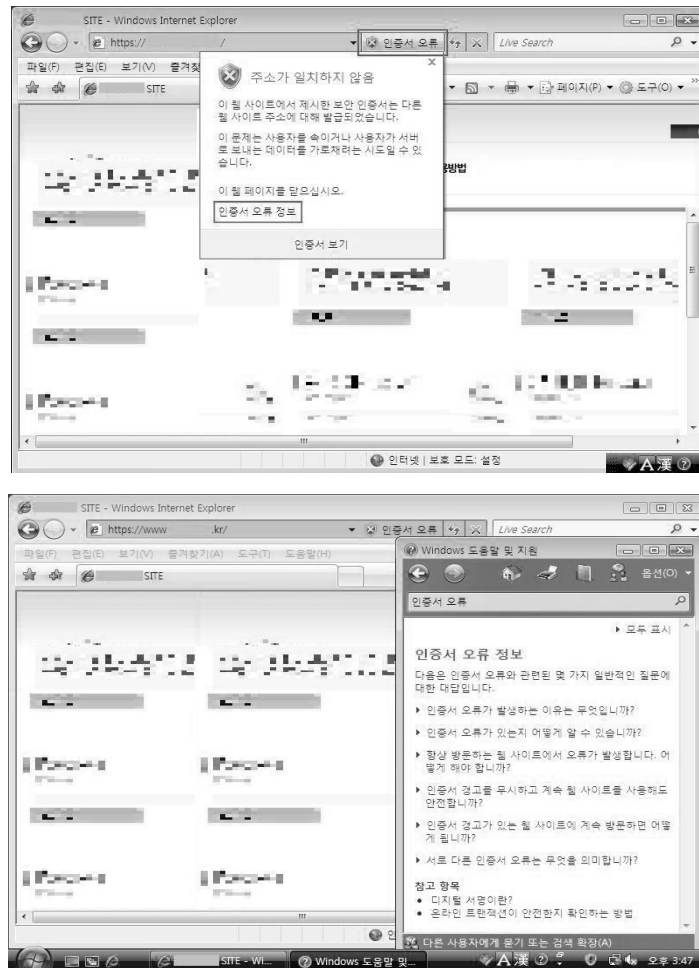 SITE - Windows Internet Explorer
https:// /
인증서 오류
Live Search
파일(F) 편집(E) 보기(V) 즐겨찾
SITE
페이지(P)
도구(O)
주소가 일치하지 않음
이 웹 사이트에서 제시한 보안 인증서는 다른
웹 사이트 주소에 대해 발급되었습니다.
이 문제는 사용자를 속이거나 사용자가 서버
로 보내는 데이터를 가로채려는 시도일 수 있
습니다.
이 웹 페이지를 닫으십시오.
인증서 오류 정보
인증서 보기
인터넷 | 보호 모드: 설정
A 漢
SITE - Windows Internet Explorer
https://www .kr/
인증서 오류
Live Search
파일(F) 편집(E) 보기(V) 즐겨찾기(A) 도구(T) 도움말(H)
SITE
Windows 도움말 및 지원
옵션(O)
인증서 오류
모두 표시
인증서 오류 정보
다음은 인증서 오류와 관련된 몇 가지 일반적인 질문에
대한 대답입니다.
인증서 오류가 발생하는 이유는 무엇입니까?
인증서 오류가 있는지 어떻게 알 수 있습니까?
항상 방문하는 웹 사이트에서 오류가 발생합니다. 어
떻게 해야 합니까?
인증서 경고를 무시하고 계속 웹 사이트를 사용해도
안전합니까?
인증서 경고가 있는 웹 사이트에 계속 방문하면 어떻
게 됩니까?
서로 다른 인증서 오류는 무엇을 의미합니까?
참고 항목
• 디지털 서명이란?
• 온라인 트랜잭션이 안전한지 확인하는 방법
다른 사용자에게 묻기 또는 검색 확장(A)
SITE - Wi...
Windows 도움말 및...
A 漢
오후 3:47